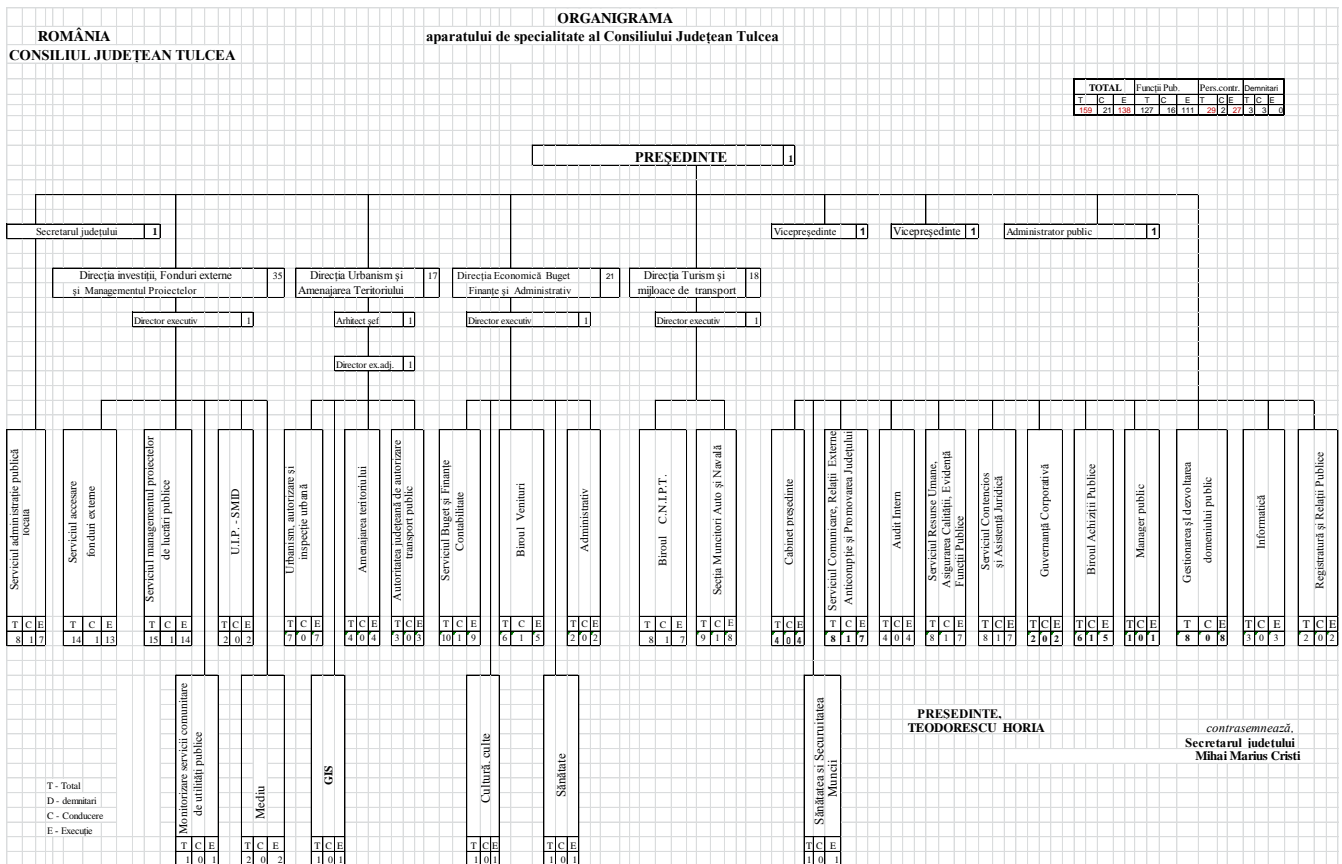 ORGANIGRAMA
aparatului de specialitate al Consiliului Județean Tulcea
ROMÂNIA
CONSILIUL JUDEȚEAN TULCEA
TOTAL Funcții Pub. Pers.contr. Demnitari
T C E T C E T C E T C E
159 21 138 127 16 111 29 2 27 3 3 0
PREȘEDINTE 1
Secretarul județului 1
Vicepreședinte 1
Vicepreședinte 1
Administrator public 1
Direcția investiții, Fonduri externe
și Managementul Proiectelor
35
Direcția Urbanism și
Amenajarea Teritoriului
17
Direcția Economică Buget
Finanțe și Administrativ
21
Direcția Turism și
mijloace de transport
18
Director executiv 1
Arhitect șef 1
Director executiv 1
Director executiv 1
Director ex.adj. 1
Serviciul administrație publică
locala
T C E
8 1 7
Serviciul accesare
fonduri externe
T C E
14 1 13
Serviciul managementul proiectelor
de lucrări publice
T C E
15 1 14
U.I.P. - SMID
T C E
2 0 2
Urbanism, autorizare și
inspecție urbană
T C E
7 0 7
Amenajarea teritoriului
T C E
4 0 4
Autoritatea județeană de autorizare
transport public
T C E
3 0 3
Serviciul Buget și Finanțe
Contabilitate
T C E
10 1 9
Biroul Venituri
T C E
6 1 5
Administrativ
T C E
2 0 2
Biroul C.N.I.P.T.
T C E
8 1 7
Secția Muncitori Auto și Navală
T C E
9 1 8
Cabinet președinte
T C E
4 0 4
Serviciul Comunicare, Relații Externe
Anticorupție și Promovarea Județului
T C E
8 1 7
Audit Intern
T C E
4 0 4
Serviciul Resurse Umane,
Asigurarea Calității, Evidență
Funcții Publice
T C E
8 1 7
Serviciul Contencios
și Asistență Juridică
T C E
8 1 7
Guvernanță Corporativă
T C E
2 0 2
Biroul Achiziții Publice
T C E
6 1 5
Manager public
T C E
1 0 1
Gestionarea șI dezvoltarea
domeniului public
T C E
8 0 8
Informatică
T C E
3 0 3
Registratură și Relații Publice
T C E
2 0 2
Monitorizare servicii comunitare
de utilități publice
T C E
1 0 1
Mediu
T C E
2 0 2
GIS
T C E
1 0 1
Cultură, culte
T C E
1 0 1
Sănătate
T C E
1 0 1
Sănătatea si Securuitatea
Muncii
T C E
1 0 1
PREȘEDINTE,
TEODORESCU HORIA
contrasemnează,
Secretarul judetului
Mihai Marius Cristi
T - Total
D - demnitari
C - Conducere
E - Execuție